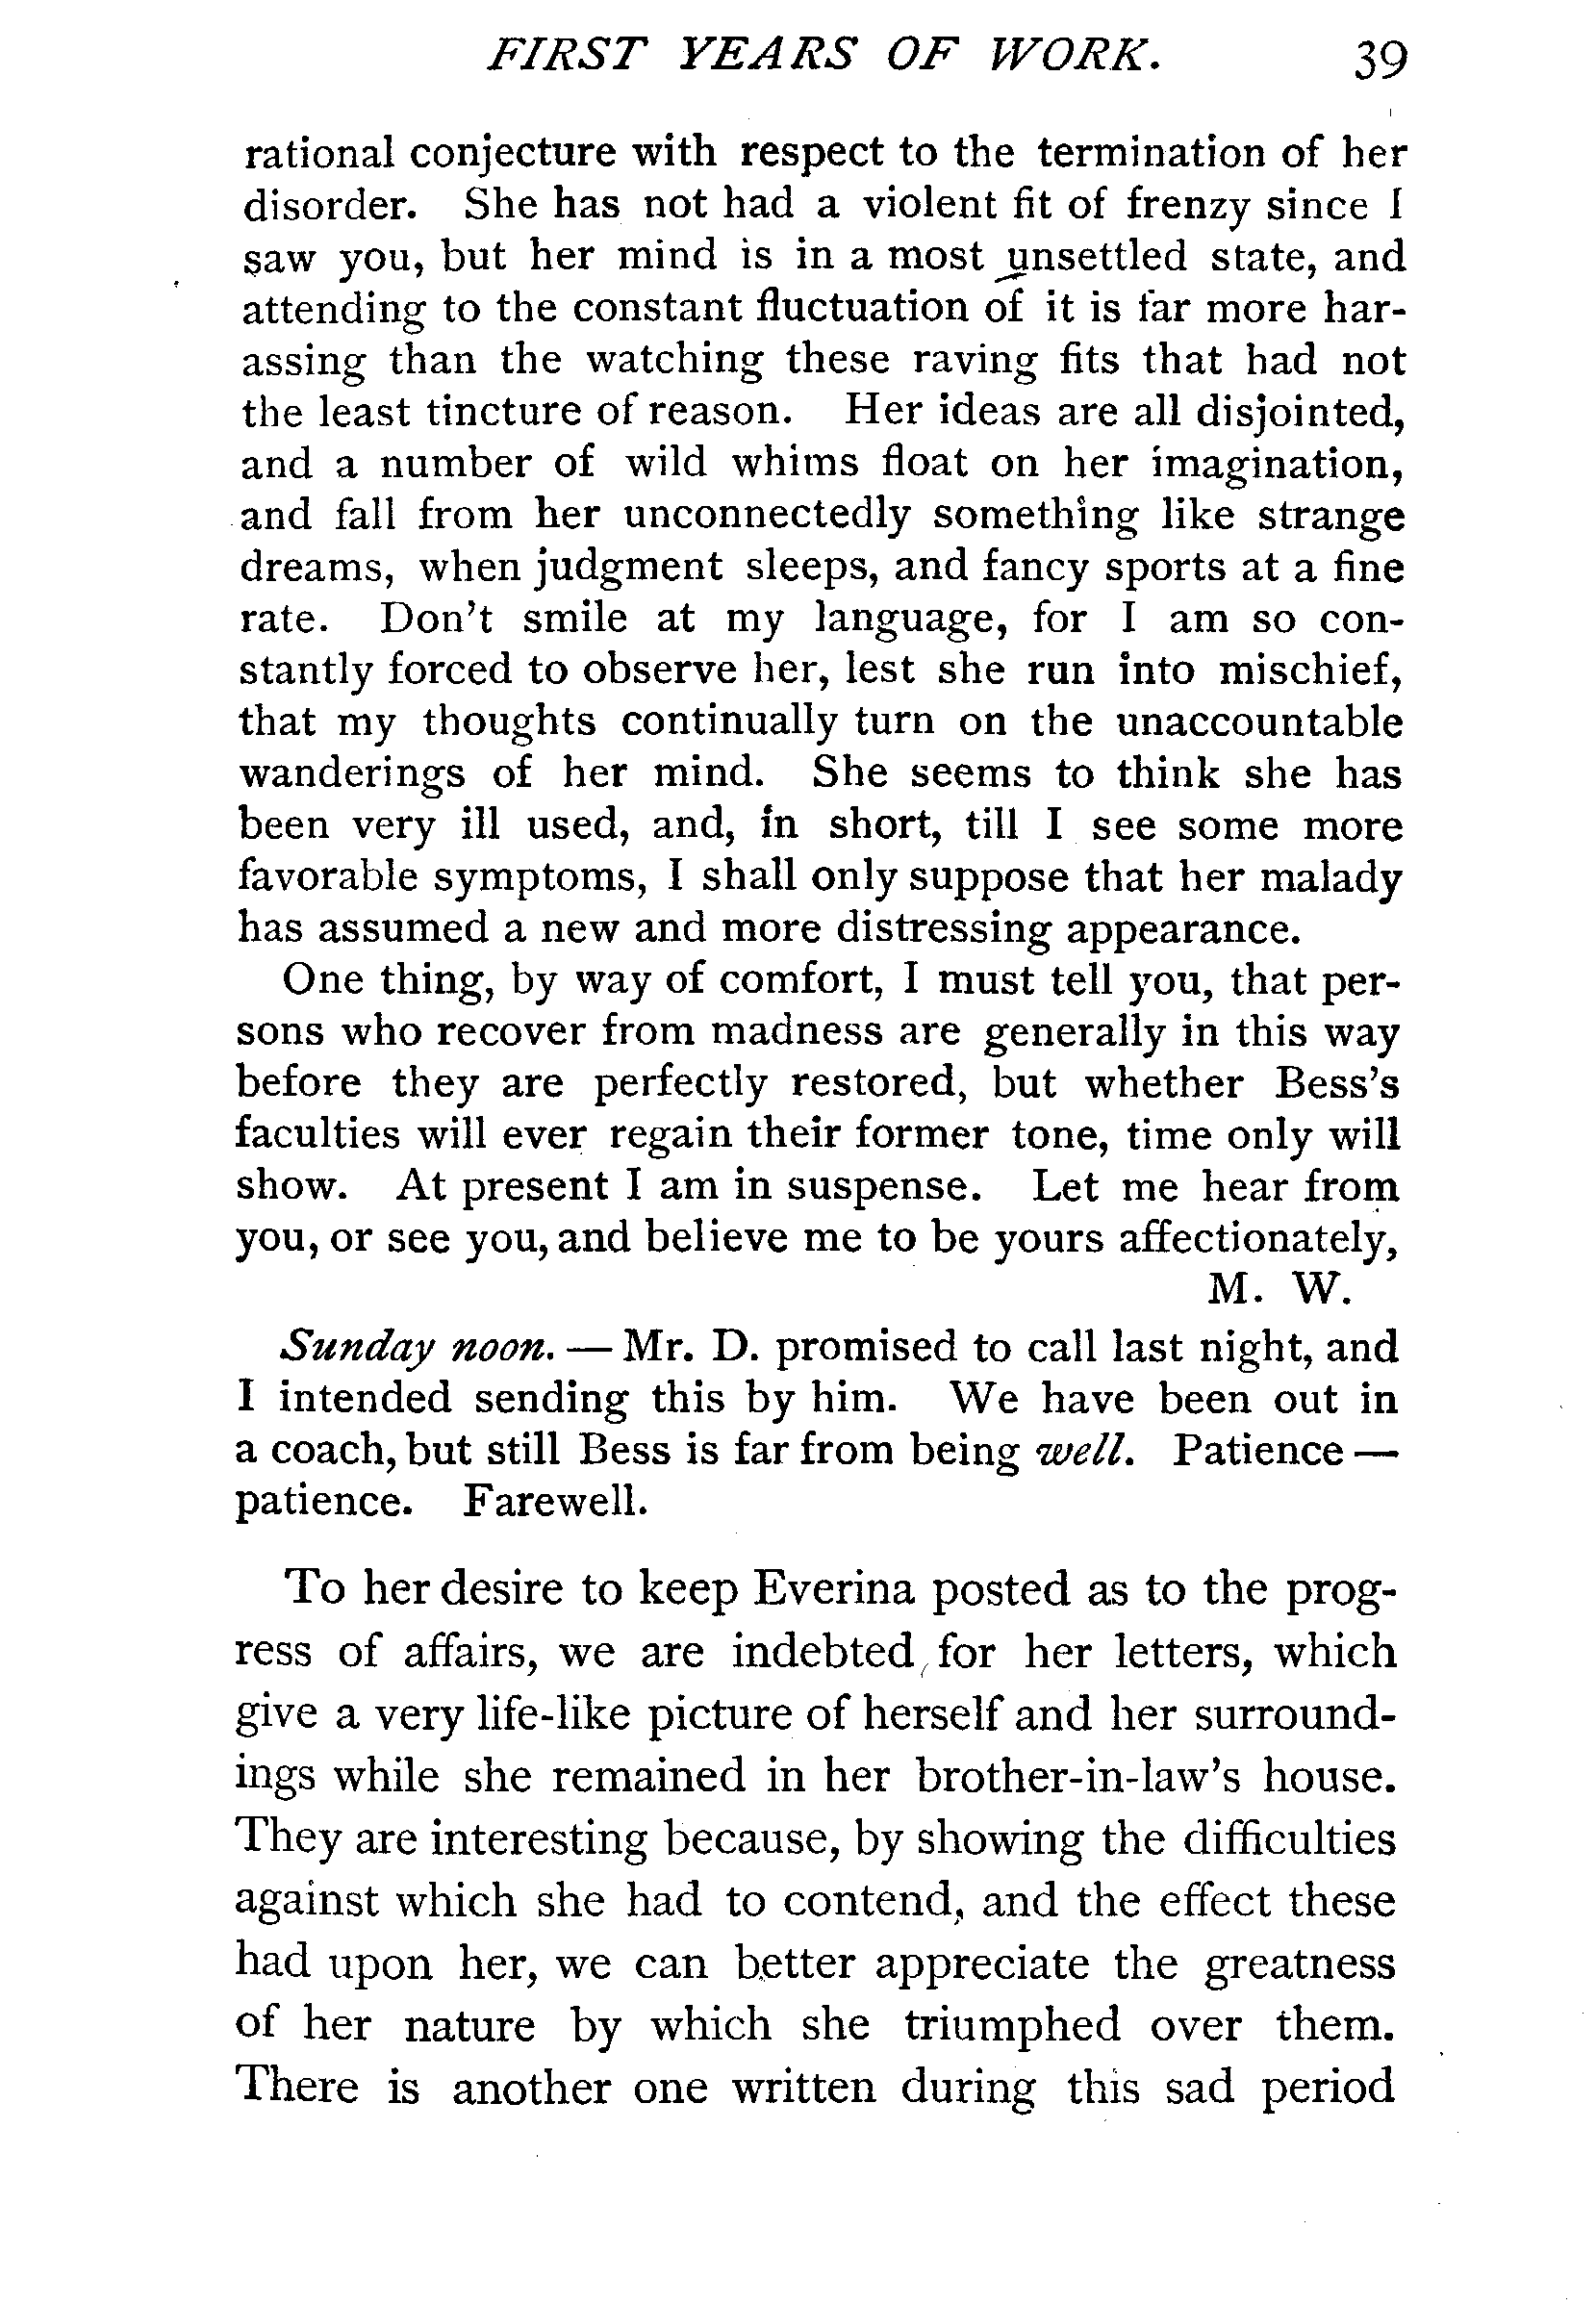 FIRST YEARS OF WORK. 39
rational conjecture with respect to the termination of her
disorder. She has not had a violent fit of frenzy since I
saw you, but her mind is in a most unsettled state, and
attending to the constant fluctuation of it is far more har-
assing than the watching these raving fits that had not
the least tincture of reason. Her ideas are all disjointed,
and a number of wild whims float on her imagination,
and fall from her unconnectedly something like strange
dreams, when judgment sleeps, and fancy sports at a fine
rate. Don't smile at my language, for I am so con-
stantly forced to observe her, lest she run into mischief,
that my thoughts continually turn on the unaccountable
wanderings of her mind. She seems to think she has
been very ill used, and, in short, till I see some more
favorable symptoms, I shall only suppose that her malady
has assumed a new and more distressing appearance.
One thing, by way of comfort, I must tell you, that per-
sons who recover from madness are generally in this way
before they are perfectly restored, but whether Bess's
faculties will ever regain their former tone, time only will
show. At present I am in suspense. Let me hear from
you, or see you, and believe me to be yours affectionately,
M. W.
Sunday noon. — Mr. D. promised to call last night, and
I intended sending this by him. We have been out in
a coach, but still Bess is far from being well. Patience —
patience. Farewell.
To her desire to keep Everina posted as to the prog-
ress of affairs, we are indebted for her letters, which
give a very life-like picture of herself and her surround-
ings while she remained in her brother-in-law's house.
They are interesting because, by showing the difficulties
against which she had to contend, and the effect these
had upon her, we can better appreciate the greatness
of her nature by which she triumphed over them.
There is another one written during this sad period